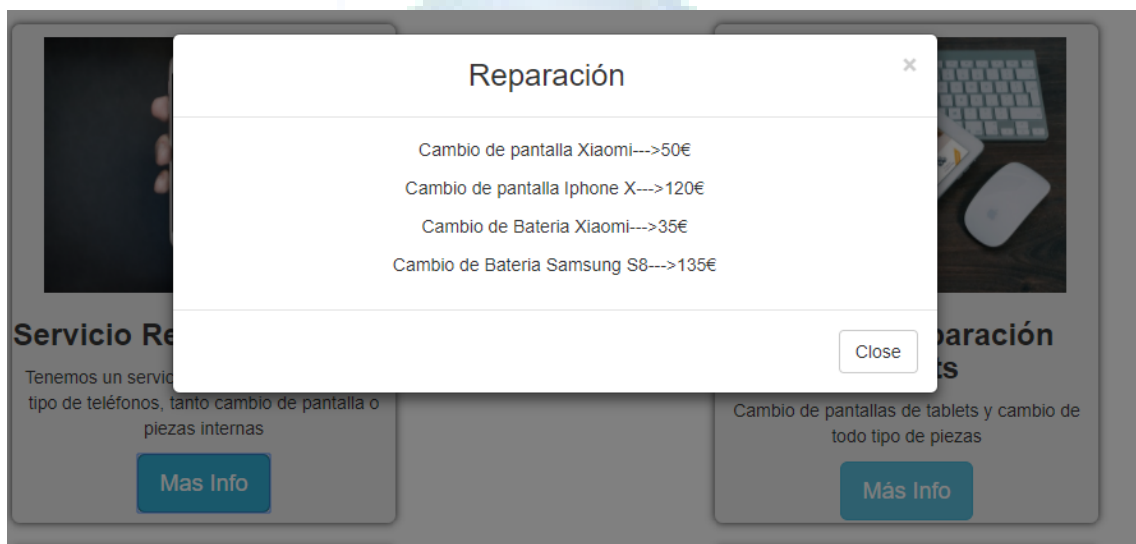 Reparación
×
Cambio de pantalla Xiaomi--->50€
Cambio de pantalla Iphone X--->120€
Cambio de Bateria Xiaomi--->35€
Cambio de Bateria Samsung S8--->135€
Close
Servicio Re
Tenemos un servic
tipo de teléfonos, tanto cambio de pantalla o
piezas internas
Mas Info
paración
ts
Cambio de pantallas de tablets y cambio de
todo tipo de piezas
Más Info